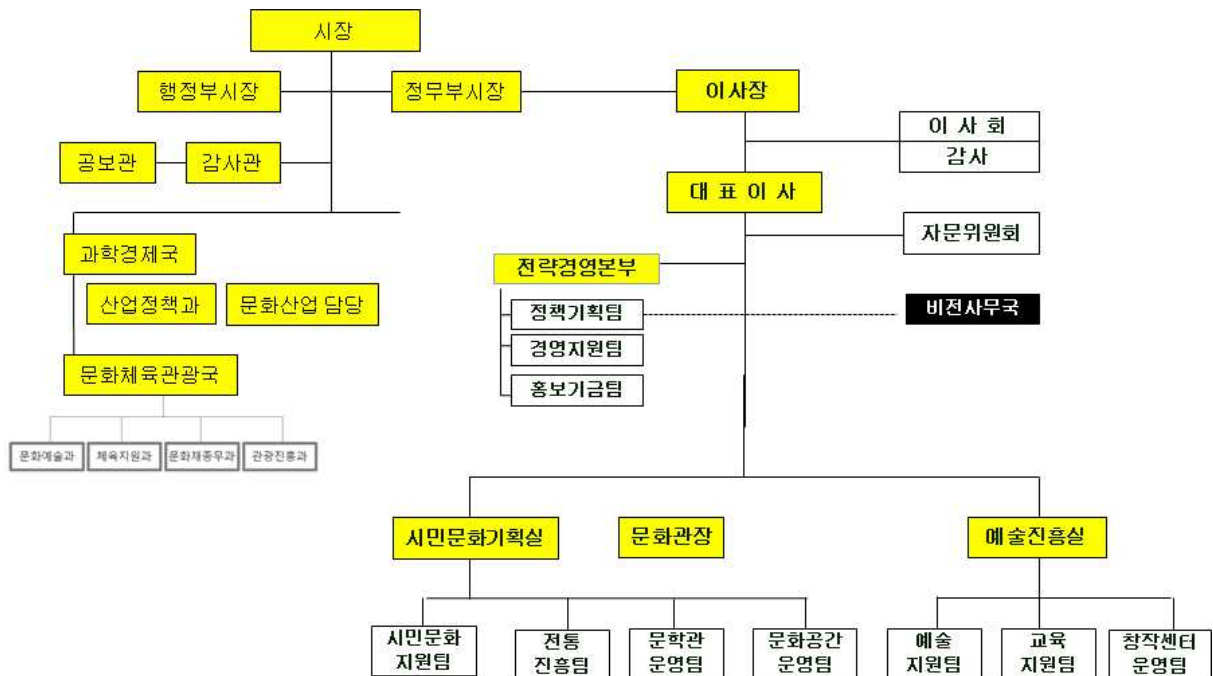 시장
행정부시장
정무부시장
이사장
이 사 회
감사
공보관
감사관
대 표 이 사
자문위원회
과학경제국
전략경영본부
산업정책과
문화산업 담당
정책기획팀
비전사무국
경영지원팀
문화체육관광국
홍보기금팀
문화예술과
체육지원과
문화재종무과
관광진흥과
시민문화기획실
문화관장
예술진흥실
시민문화
지원팀
전통
진흥팀
문학관
운영팀
문화공간
운영팀
예술
지원팀
교육
지원팀
창작센터
운영팀